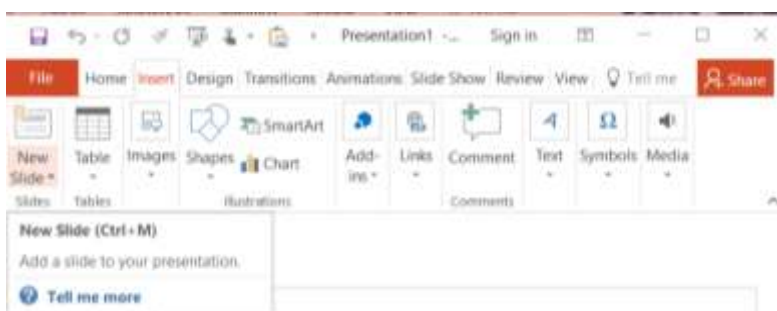 Presentation1 -... Sign in
File Home Insert Design Transitions Animations Slide Show Review View Tell me Share
SmartArt
New Table Images Shapes Chart Add- Links Comment Text Symbols Media
Slide ins
Slides Tables Illustrations Comments
New Slide (Ctrl+M)
Add a slide to your presentation.
Tell me more